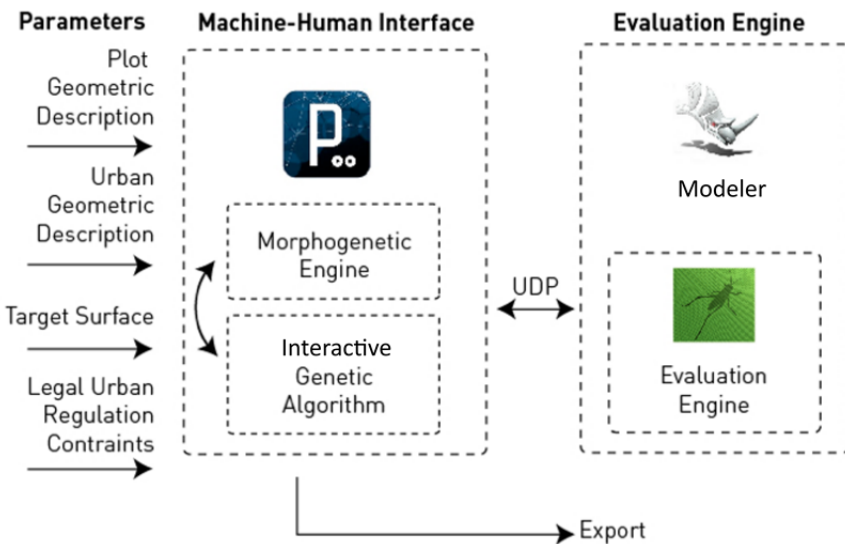 Parameters
Machine-Human Interface
Evaluation Engine
Plot
Geometric
Description
Urban
Geometric
Description
Target Surface
Legal Urban
Regulation
Contraints
P
Morphogenetic
Engine
Interactive
Genetic
Algorithm
UDP
Modeler
Evaluation
Engine
Export